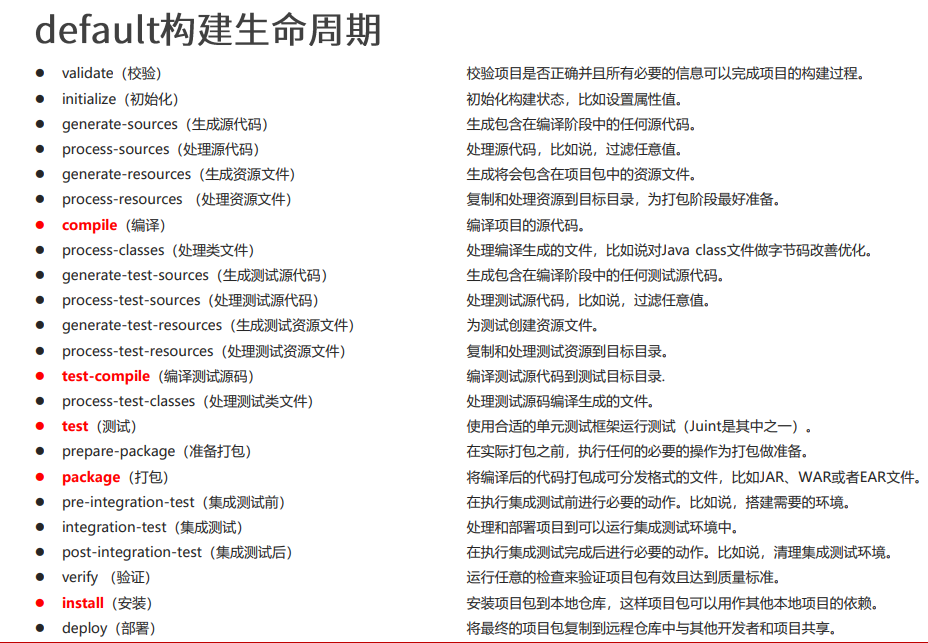 default构建生命周期
● validate（校验） 校验项目是否正确并且所有必要的信息可以完成项目的构建过程。
● initialize（初始化） 初始化构建状态，比如设置属性值。
● generate-sources（生成源代码） 生成包含在编译阶段中的任何源代码。
● process-sources（处理源代码） 处理源代码，比如说，过滤任意值。
● generate-resources（生成资源文件） 生成将会包含在项目包中的资源文件。
● process-resources （处理资源文件） 复制和处理资源到目标目录，为打包阶段最好准备。
● compile（编译） 编译项目的源代码。
● process-classes（处理类文件） 处理编译生成的文件，比如说对Java class文件做字节码改善优化。
● generate-test-sources（生成测试源代码） 生成包含在编译阶段中的任何测试源代码。
● process-test-sources（处理测试源代码） 处理测试源代码，比如说，过滤任意值。
● generate-test-resources（生成测试资源文件） 为测试创建资源文件。
● process-test-resources（处理测试资源文件） 复制和处理测试资源到目标目录。
● test-compile（编译测试源码） 编译测试源代码到测试目标目录.
● process-test-classes（处理测试类文件） 处理测试源码编译生成的文件。
● test（测试） 使用合适的单元测试框架运行测试（Juint是其中之一）。
● prepare-package（准备打包） 在实际打包之前，执行任何的必要的操作为打包做准备。
● package（打包） 将编译后的代码打包成可分发格式的文件，比如JAR、WAR或者EAR文件。
● pre-integration-test（集成测试前） 在执行集成测试前进行必要的动作。比如说，搭建需要的环境。
● integration-test（集成测试） 处理和部署项目到可以运行集成测试环境中。
● post-integration-test（集成测试后） 在执行集成测试完成后进行必要的动作。比如说，清理集成测试环境。
● verify （验证） 运行任意的检查来验证项目包有效且达到质量标准。
● install（安装） 安装项目包到本地仓库，这样项目包可以用作其他本地项目的依赖。
● deploy（部署） 将最终的项目包复制到远程仓库中与其他开发者和项目共享。